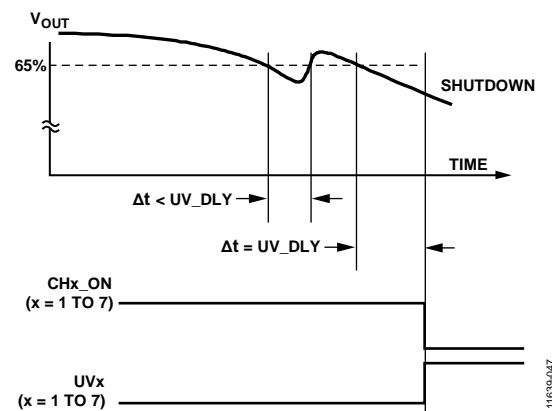 VOUT
65%
SHUTDOWN
TIME
Δt < UV_DLY
Δt = UV_DLY
CHx_ON
(x = 1 TO 7)
UVx
(x = 1 TO 7)
11639-047